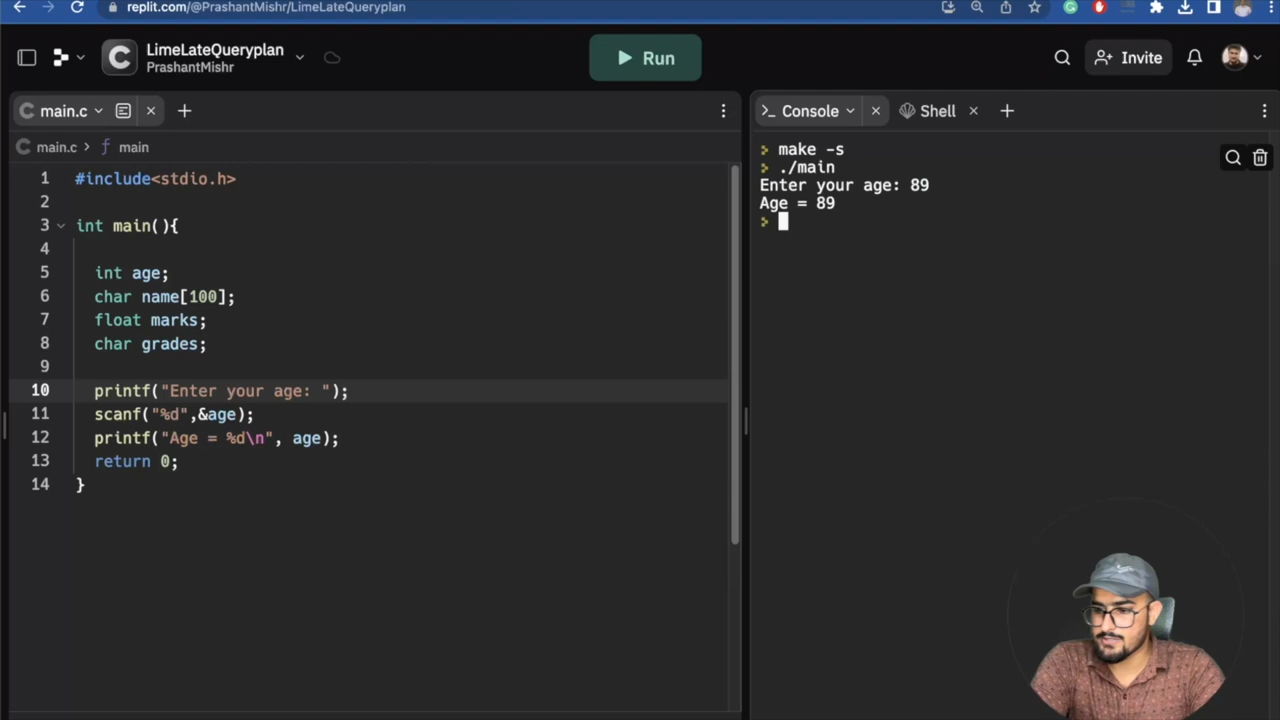 replit.com/@PrashantMishr/LimeLateQueryplan
LimeLateQueryplan
PrashantMishr
Run
Invite
main.c
Console
Shell
main.c > f main
1 #include<stdio.h>
2
3 int main(){
4
5 int age;
6 char name[100];
7 float marks;
8 char grades;
9
10 printf("Enter your age: ");
11 scanf("%d",&age);
12 printf("Age = %d\n", age);
13 return 0;
14 }
> make -s
> ./main
Enter your age: 89
Age = 89
>